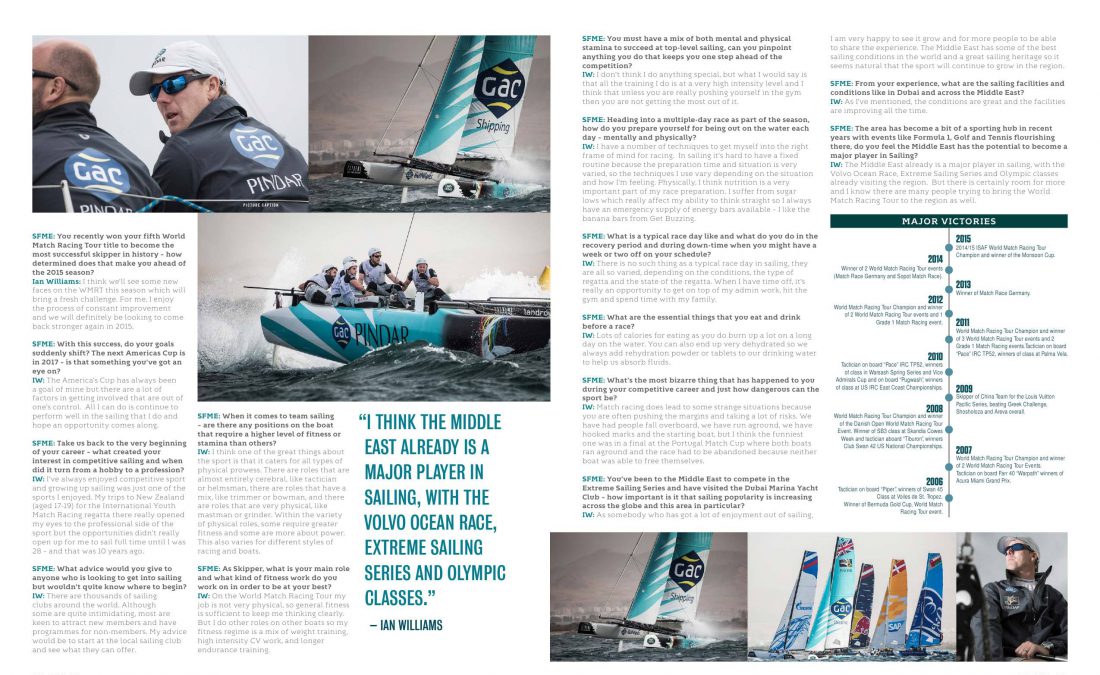 GAC
GAC
PINDAR
GAC
Shipping
PICTURE CAPTION
SFME: You recently won your fifth World
Match Racing Tour title to become the
most successful skipper in history - how
determined does that make you ahead of
the 2015 season?
Ian Williams: I think we'll see some new
faces on the WMRT this season which will
bring a fresh challenge. For me, I enjoy
the process of constant improvement
and we will definitely be looking to come
back stronger again in 2015.
SFME: With this success, do your goals
suddenly shift? The next Americas Cup is
in 2017 - is that something you've got an
eye on?
IW: The America's Cup has always been
a goal of mine but there are a lot of
factors in getting involved that are out of
one's control. All I can do is continue to
perform well in the sailing that I do and
hope an opportunity comes along.
SFME: Take us back to the very beginning
of your career - what created your
interest in competitive sailing and when
did it turn from a hobby to a profession?
IW: I've always enjoyed competitive sport
and growing up sailing was just one of the
sports I enjoyed. My trips to New Zealand
(aged 17-19) for the International Youth
Match Racing regatta there really opened
my eyes to the professional side of the
sport but the opportunities didn't really
open up for me to sail full time until I was
28 - and that was 10 years ago.
SFME: What advice would you give to
anyone who is looking to get into sailing
but wouldn't quite know where to begin?
IW: There are thousands of sailing
clubs around the world. Although
some are quite intimidating, most are
keen to attract new members and have
programmes for non-members. My advice
would be to start at the local sailing club
and see what they can offer.
GAC PINDAR
SFME: When it comes to team sailing
- are there any positions on the boat
that require a higher level of fitness or
stamina than others?
IW: I think one of the great things about
the sport is that it caters for all types of
physical prowess. There are roles that are
almost entirely cerebral, like tactician
or helmsman, there are roles that have a
mix, like trimmer or bowman, and there
are roles that are very physical, like
mastman or grinder. Within the variety
of physical roles, some require greater
fitness and some are more about power.
This also varies for different styles of
racing and boats.
SFME: As Skipper, what is your main role
and what kind of fitness work do you
work on in order to be at your best?
IW: On the World Match Racing Tour my
job is not very physical, so general fitness
is sufficient to keep me thinking clearly.
But I do other roles on other boats so my
fitness regime is a mix of weight training,
high intensity CV work, and longer
endurance training.
"I THINK THE MIDDLE
EAST ALREADY IS A
MAJOR PLAYER IN
SAILING, WITH THE
VOLVO OCEAN RACE,
EXTREME SAILING
SERIES AND OLYMPIC
CLASSES."
– IAN WILLIAMS
SFME: You must have a mix of both mental and physical
stamina to succeed at top-level sailing, can you pinpoint
anything you do that keeps you one step ahead of the
competition?
IW: I don't think I do anything special, but what I would say is
that all the training I do is at a very high intensity level and I
think that unless you are really pushing yourself in the gym
then you are not getting the most out of it.
SFME: Heading into a multiple-day race as part of the season,
how do you prepare yourself for being out on the water each
day - mentally and physically?
IW: I have a number of techniques to get myself into the right
frame of mind for racing. In sailing it's hard to have a fixed
routine because the preparation time and situation is very
varied, so the techniques I use vary depending on the situation
and how I'm feeling. Physically, I think nutrition is a very
important part of my race preparation. I suffer from sugar
lows which really affect my ability to think straight so I always
have an emergency supply of energy bars available - I like the
banana bars from Get Buzzing.
SFME: What is a typical race day like and what do you do in the
recovery period and during down-time when you might have a
week or two off on your schedule?
IW: There is no such thing as a typical race day in sailing, they
are all so varied, depending on the conditions, the type of
regatta and the state of the regatta. When I have time off, it's
really an opportunity to get on top of my admin work, hit the
gym and spend time with my family.
SFME: What are the essential things that you eat and drink
before a race?
IW: Lots of calories for eating as you do burn up a lot on a long
day on the water. You can also end up very dehydrated so we
always add rehydration powder or tablets to our drinking water
to help us absorb fluids.
SFME: What's the most bizarre thing that has happened to you
during your competitive career and just how dangerous can the
sport be?
IW: Match racing does lead to some strange situations because
you are often pushing the margins and taking a lot of risks. We
have had people fall overboard, we have run aground, we have
hooked marks and the starting boat, but I think the funniest
one was in a final at the Portugal Match Cup where both boats
ran aground and the race had to be abandoned because neither
boat was able to free themselves.
SFME: You've been to the Middle East to compete in the
Extreme Sailing Series and have visited the Dubai Marina Yacht
Club - how important is it that sailing popularity is increasing
across the globe and this area in particular?
IW: As somebody who has got a lot of enjoyment out of sailing,
I am very happy to see it grow and for more people to be able
to share the experience. The Middle East has some of the best
sailing conditions in the world and a great sailing heritage so it
seems natural that the sport will continue to grow in the region.
SFME: From your experience, what are the sailing facilities and
conditions like in Dubai and across the Middle East?
IW: As I've mentioned, the conditions are great and the facilities
are improving all the time.
SFME: The area has become a bit of a sporting hub in recent
years with events like Formula 1, Golf and Tennis flourishing
there, do you feel the Middle East has the potential to become a
major player in Sailing?
IW: The Middle East already is a major player in sailing, with the
Volvo Ocean Race, Extreme Sailing Series and Olympic classes
already visiting the region. But there is certainly room for more
and I know there are many people trying to bring the World
Match Racing Tour to the region as well.
MAJOR VICTORIES
2015
2014/15 ISAF World Match Racing Tour
Champion and winner of the Monsoon Cup.
2014
Winner of 2 World Match Racing Tour events
(Match Race Germany and Sopot Match Race).
2013
Winner of Match Race Germany.
2012
World Match Racing Tour Champion and winner
of 2 World Match Racing Tour events and 1
Grade 1 Match Racing event.
2011
World Match Racing Tour Champion and winner
of 3 World Match Racing Tour events and 2
Grade 1 Match Racing events.Tactician on board
"Pace" IRC TP52, winners of class at Palma Vela.
2010
Tactician on board "Pace" IRC TP52, winners
of class in Warsash Spring Series and Vice
Admirals Cup and on board "Pugwash", winners
of class at US IRC East Coast Championships.
2009
Skipper of China Team for the Louis Vuitton
Pacific Series, beating Greek Challenge,
Shosholoza and Areva overall.
2008
World Match Racing Tour Champion and winner
of the Danish Open World Match Racing Tour
Event. Winner of SB3 class at Skandia Cowes
Week and tactician aboard 'Tiburon', winners
Club Swan 42 US National Championships.
2007
World Match Racing Tour Champion and winner
of 2 World Match Racing Tour Events.
Tactician on board Farr 40 "Warpath" winners of
Acura Miami Grand Prix.
2006
Tactician on board "Piper", winners of Swan 45
Class at Voiles de St. Tropez.
Winner of Bermuda Gold Cup, World Match
Racing Tour event.
GAC
Shipping
GAC
SAP